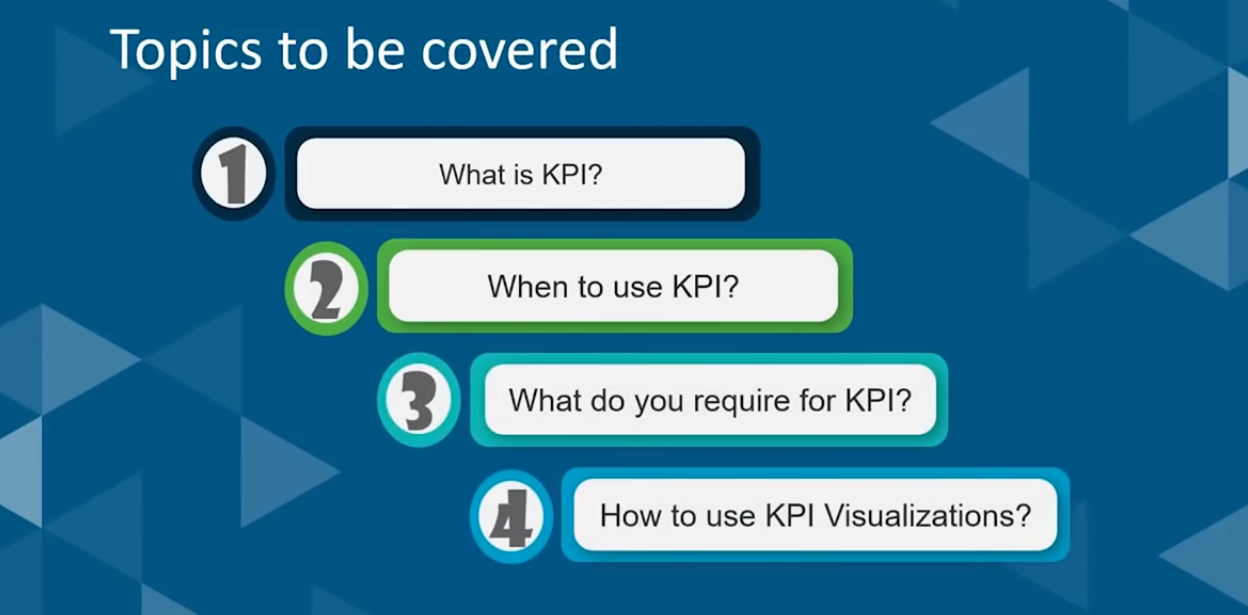 Topics to be covered
1
What is KPI?
2
When to use KPI?
3
What do you require for KPI?
4
How to use KPI Visualizations?